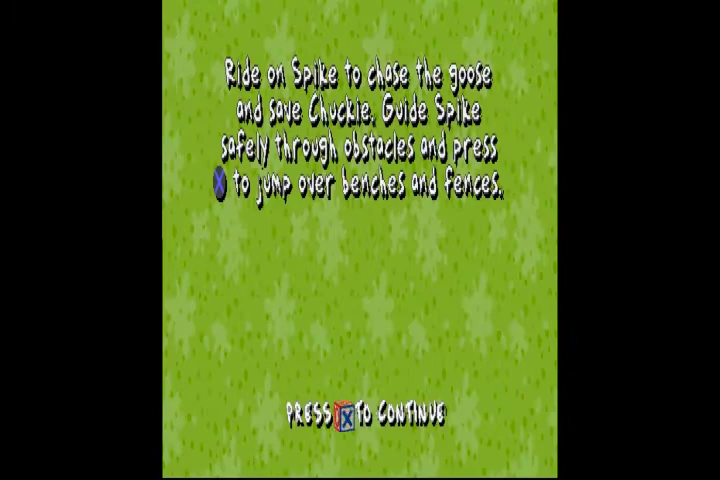 Ride on Spike to chase the goose
and save Chuckie. Guide Spike
safely through obstacles and press
X to jump over benches and fences.
PRESS X TO CONTINUE